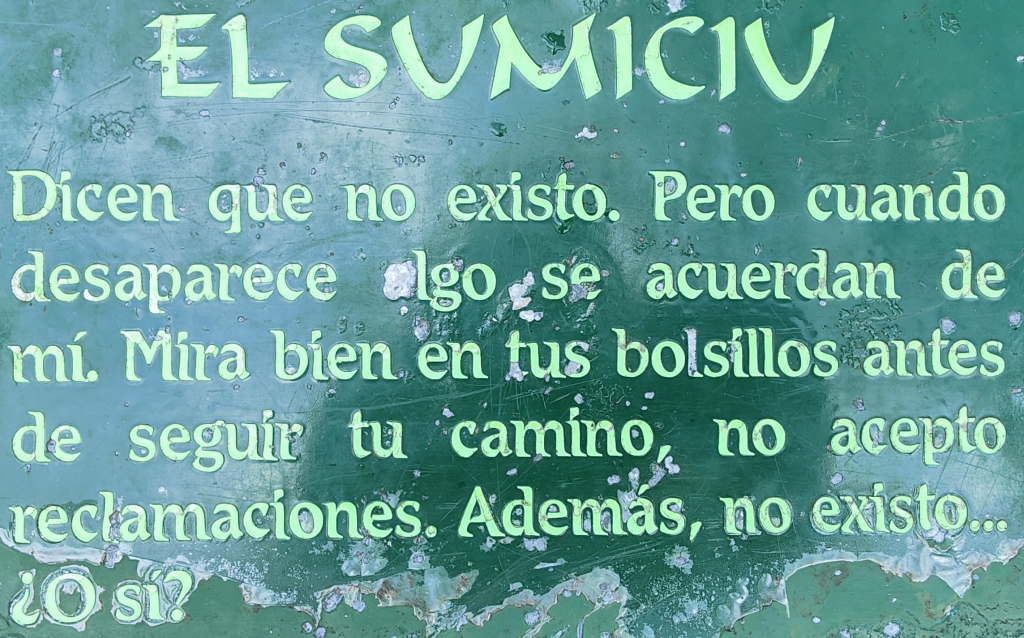 EL SUMICIU
Dicen que no existo. Pero cuando
desaparece algo se acuerdan de
mí. Mira bien en tus bolsillos antes
de seguir tu camino, no acepto
reclamaciones. Además, no existo...
¿O sí?